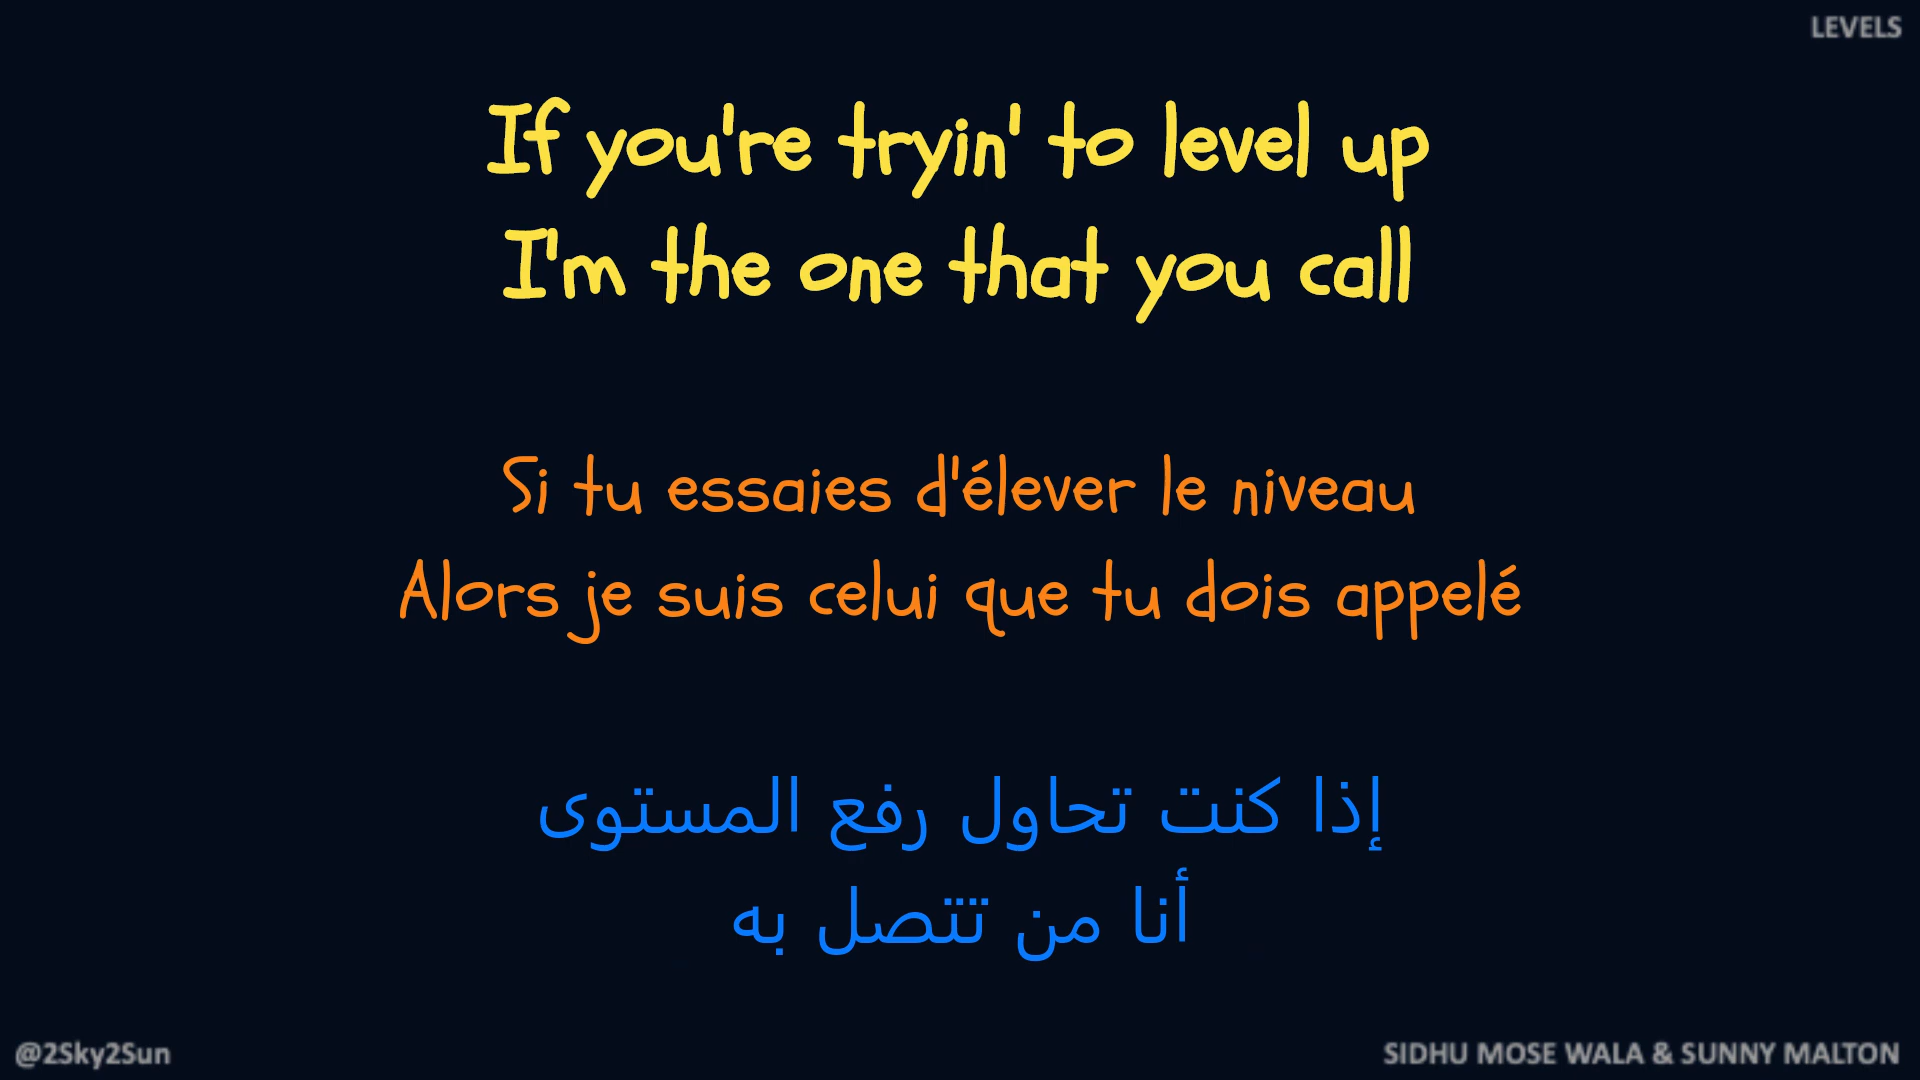 LEVELS
If you're tryin' to level up
I'm the one that you call
Si tu essaies d'élever le niveau
Alors je suis celui que tu dois appelé
إذا كنت تحاول رفع المستوى
أنا من تتصل به
@2Sky2Sun
SIDHU MOSE WALA & SUNNY MALTON